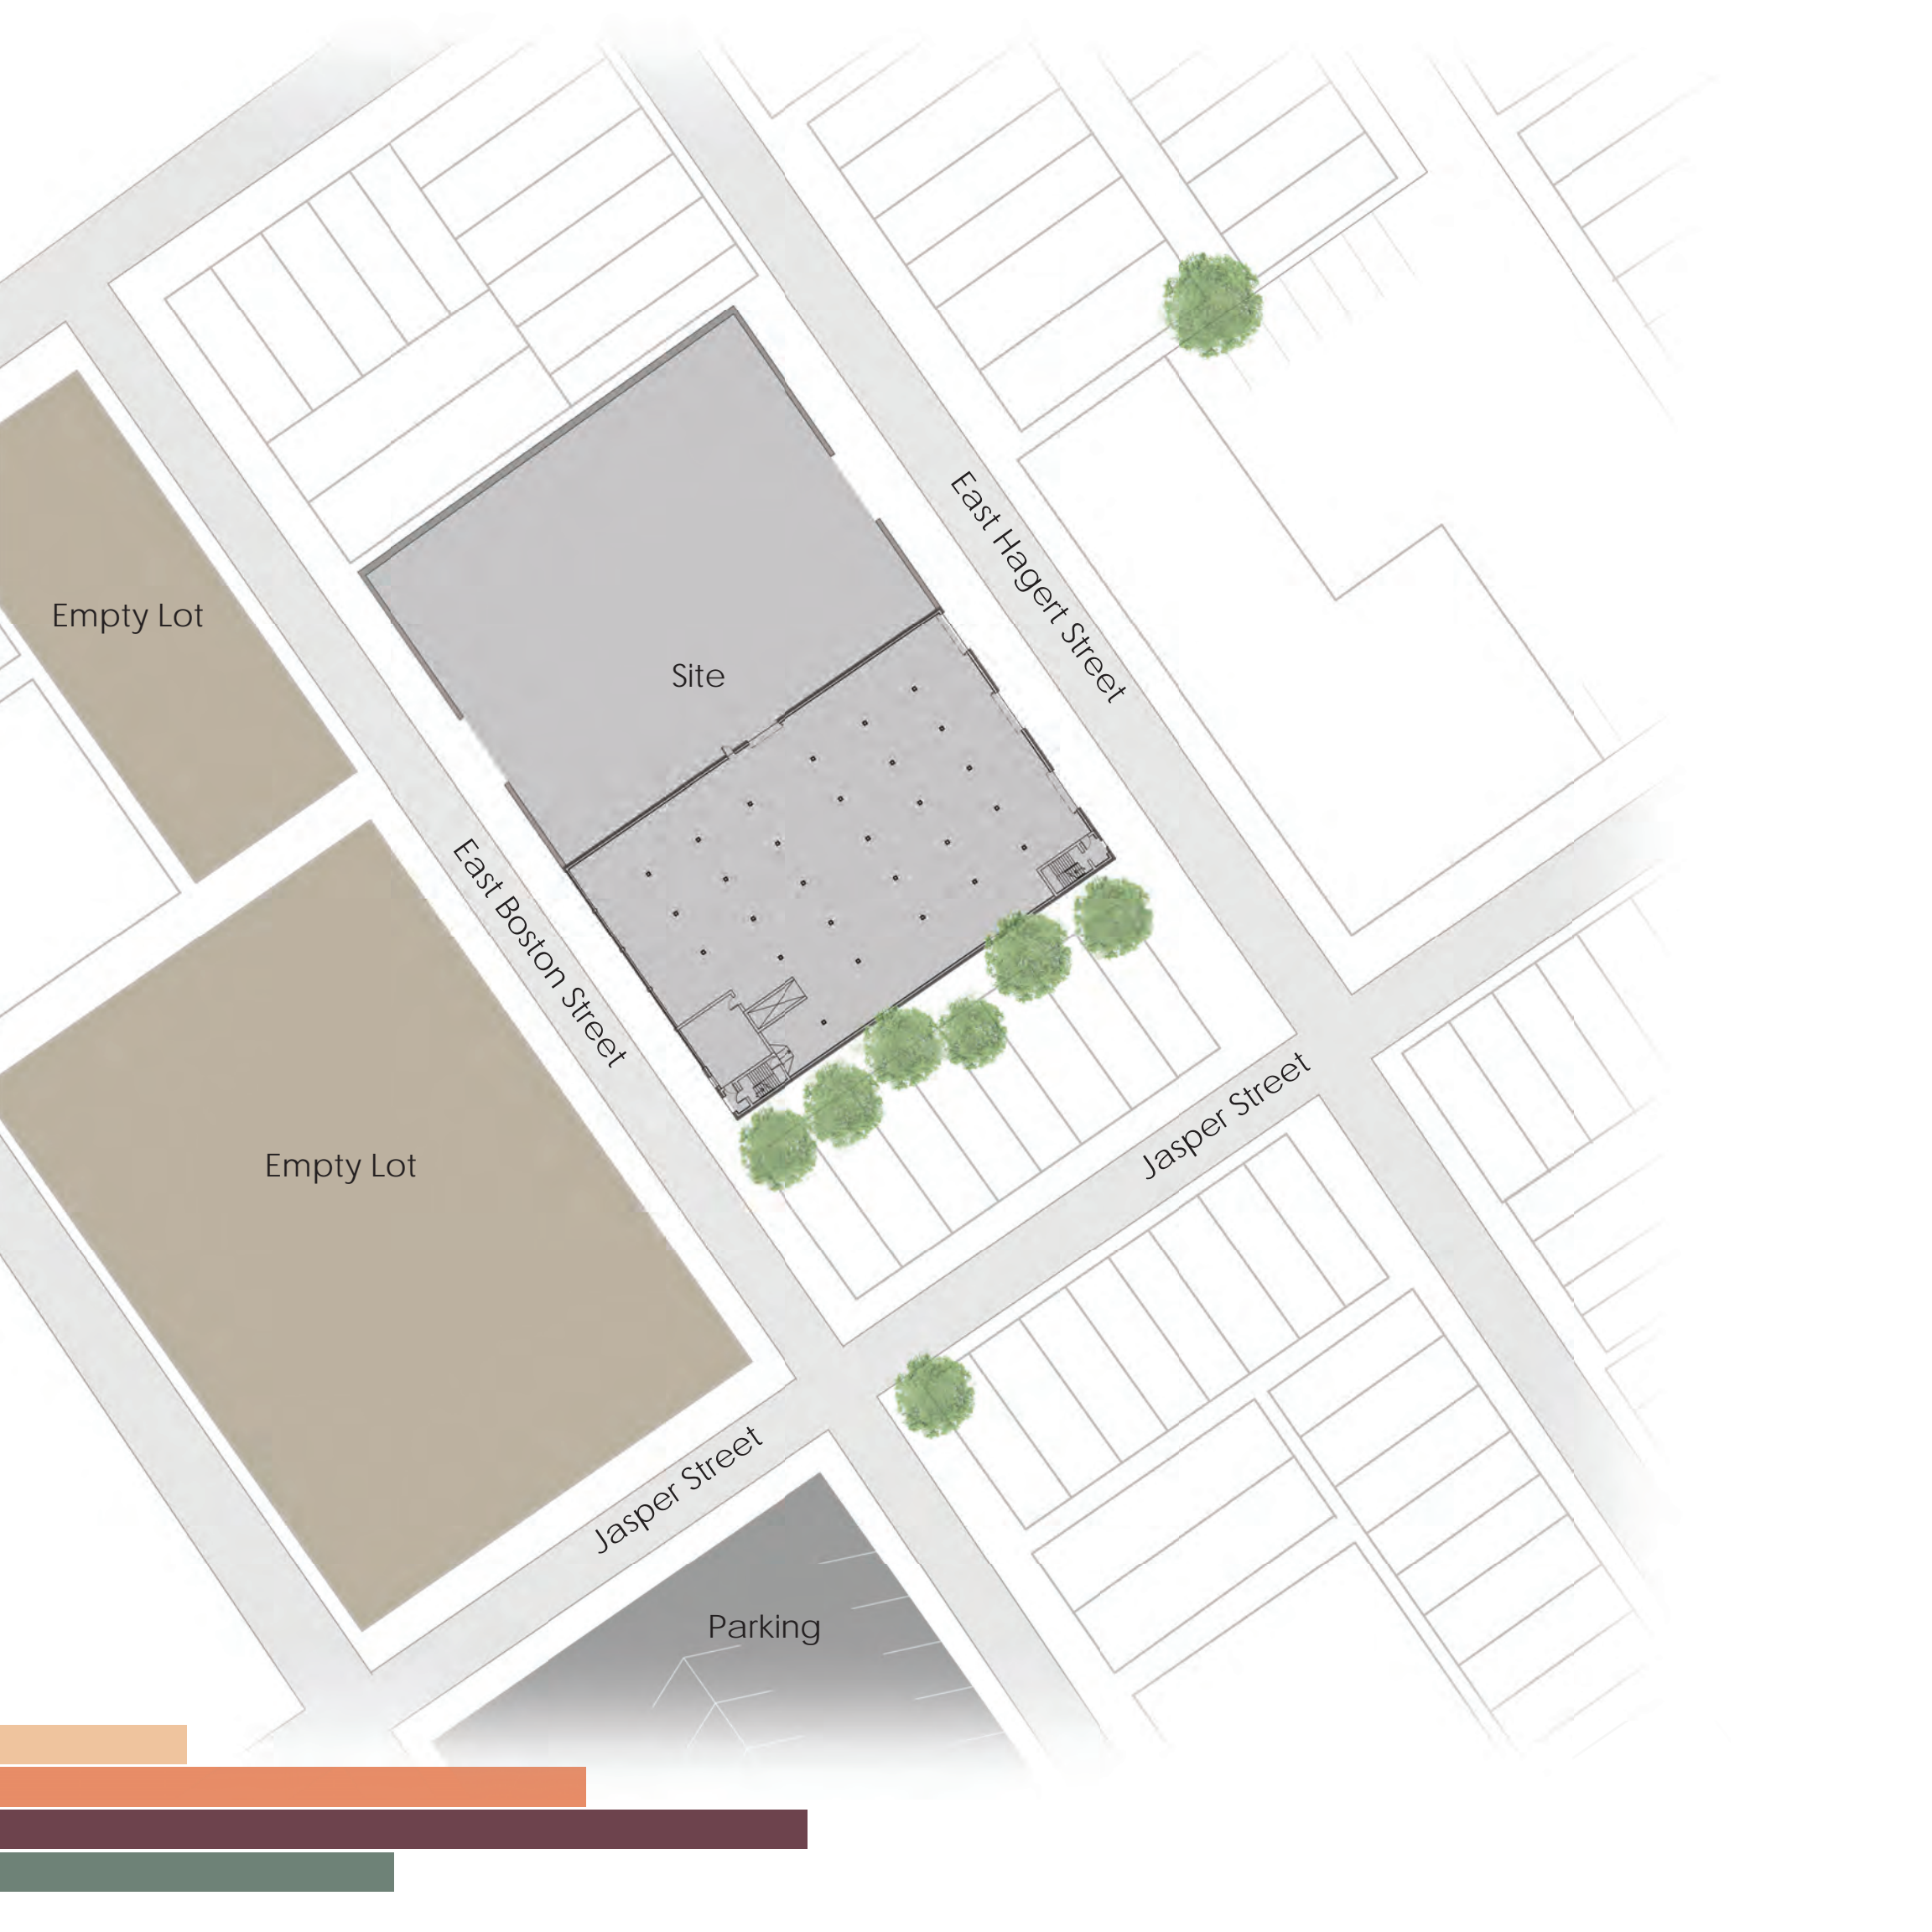 East Hagert Street
Empty Lot
Site
East Boston Street
Jasper Street
Empty Lot
Jasper Street
Parking